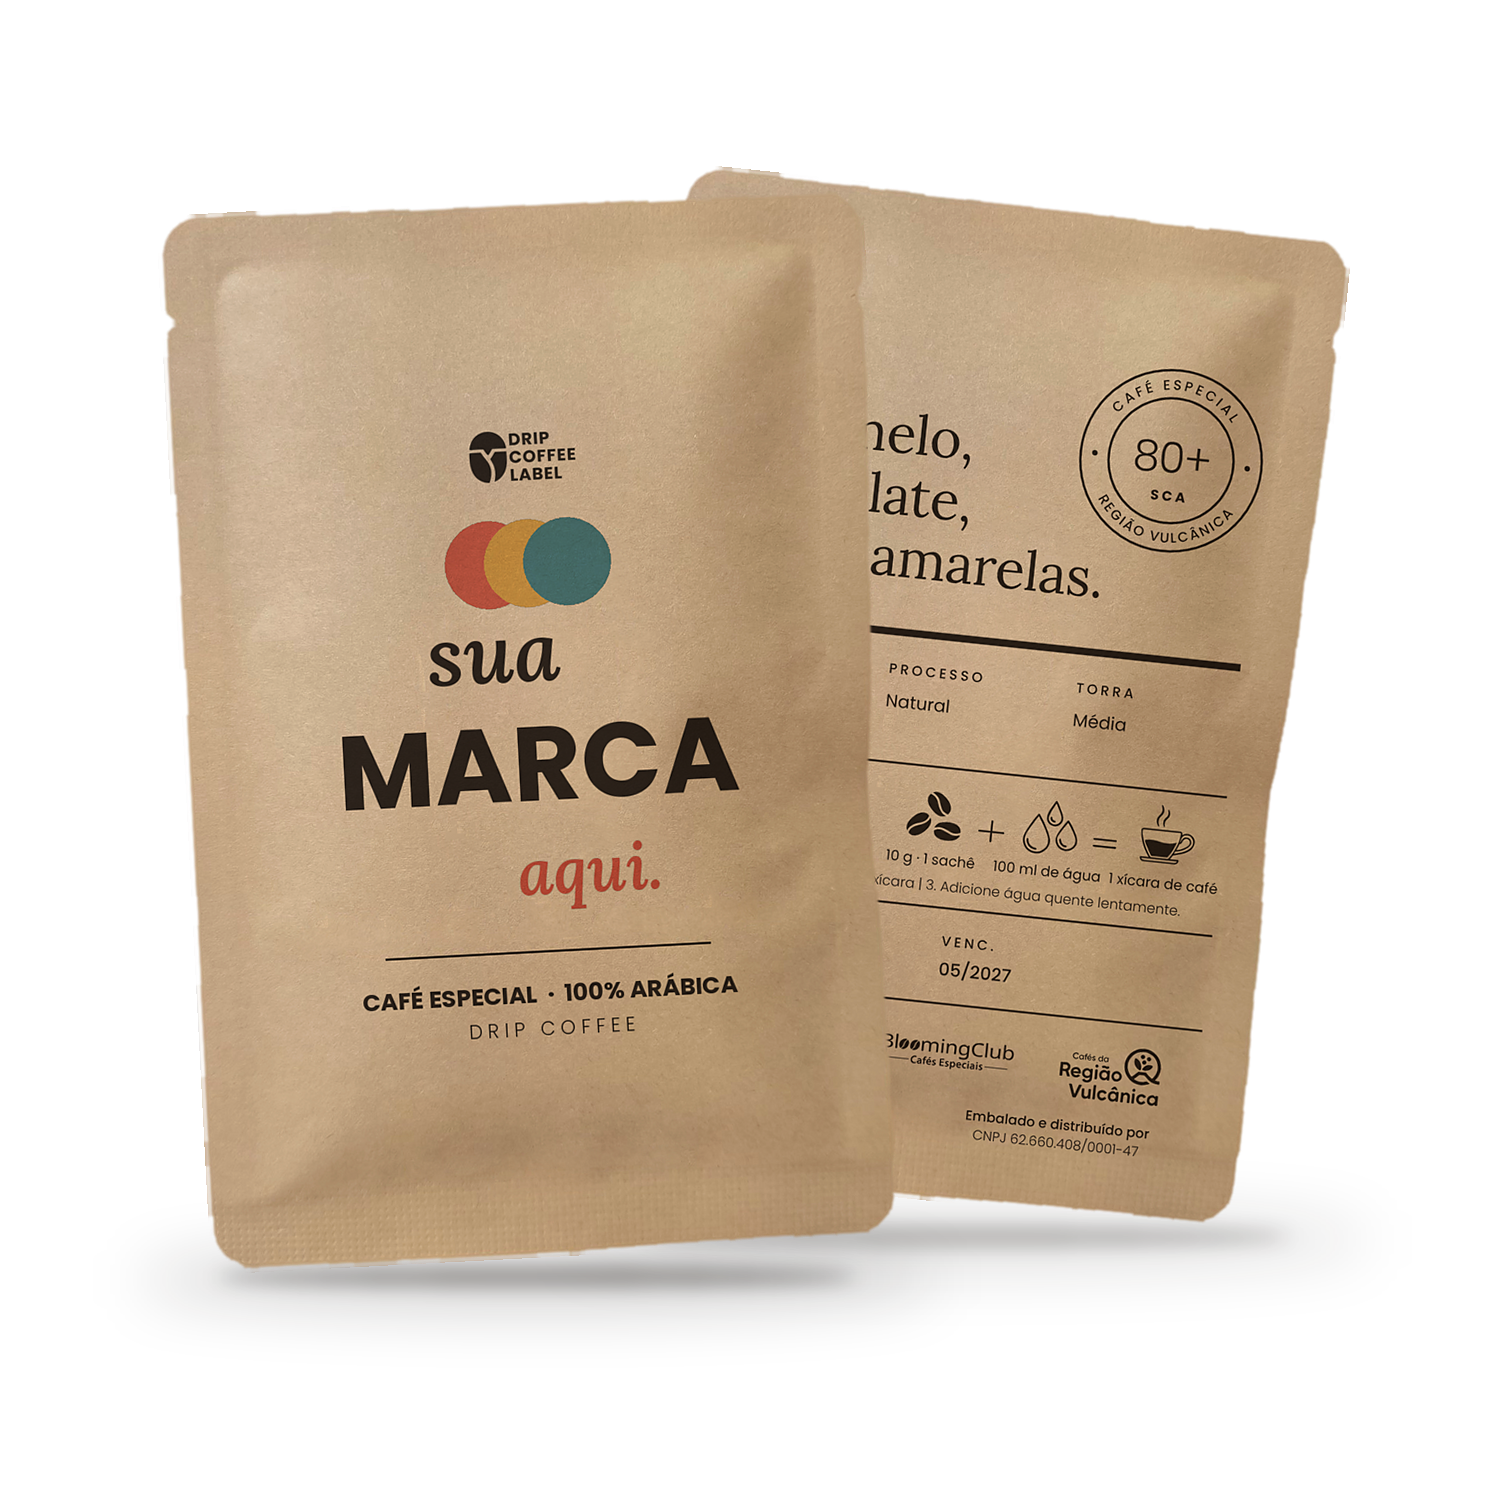 DRIP
COFFEE
LABEL
sua
MARCA
aqui.
CAFÉ ESPECIAL · 100% ARÁBICA
DRIP COFFEE
late,
amarelas.
CAFÉ ESPECIAL
80+
SCA
REGIÃO VULCÂNICA
PROCESSO
Natural
TORRA
Média
10 g · 1 sachê
+
100 ml de água
=
1 xícara de café
xícara | 3. Adicione água quente lentamente.
VENC.
05/2027
BloomingClub
Cafés Especiais
Cafés da
Região
Vulcânica
Embalado e distribuído por
CNPJ 62.660.408/0001-47